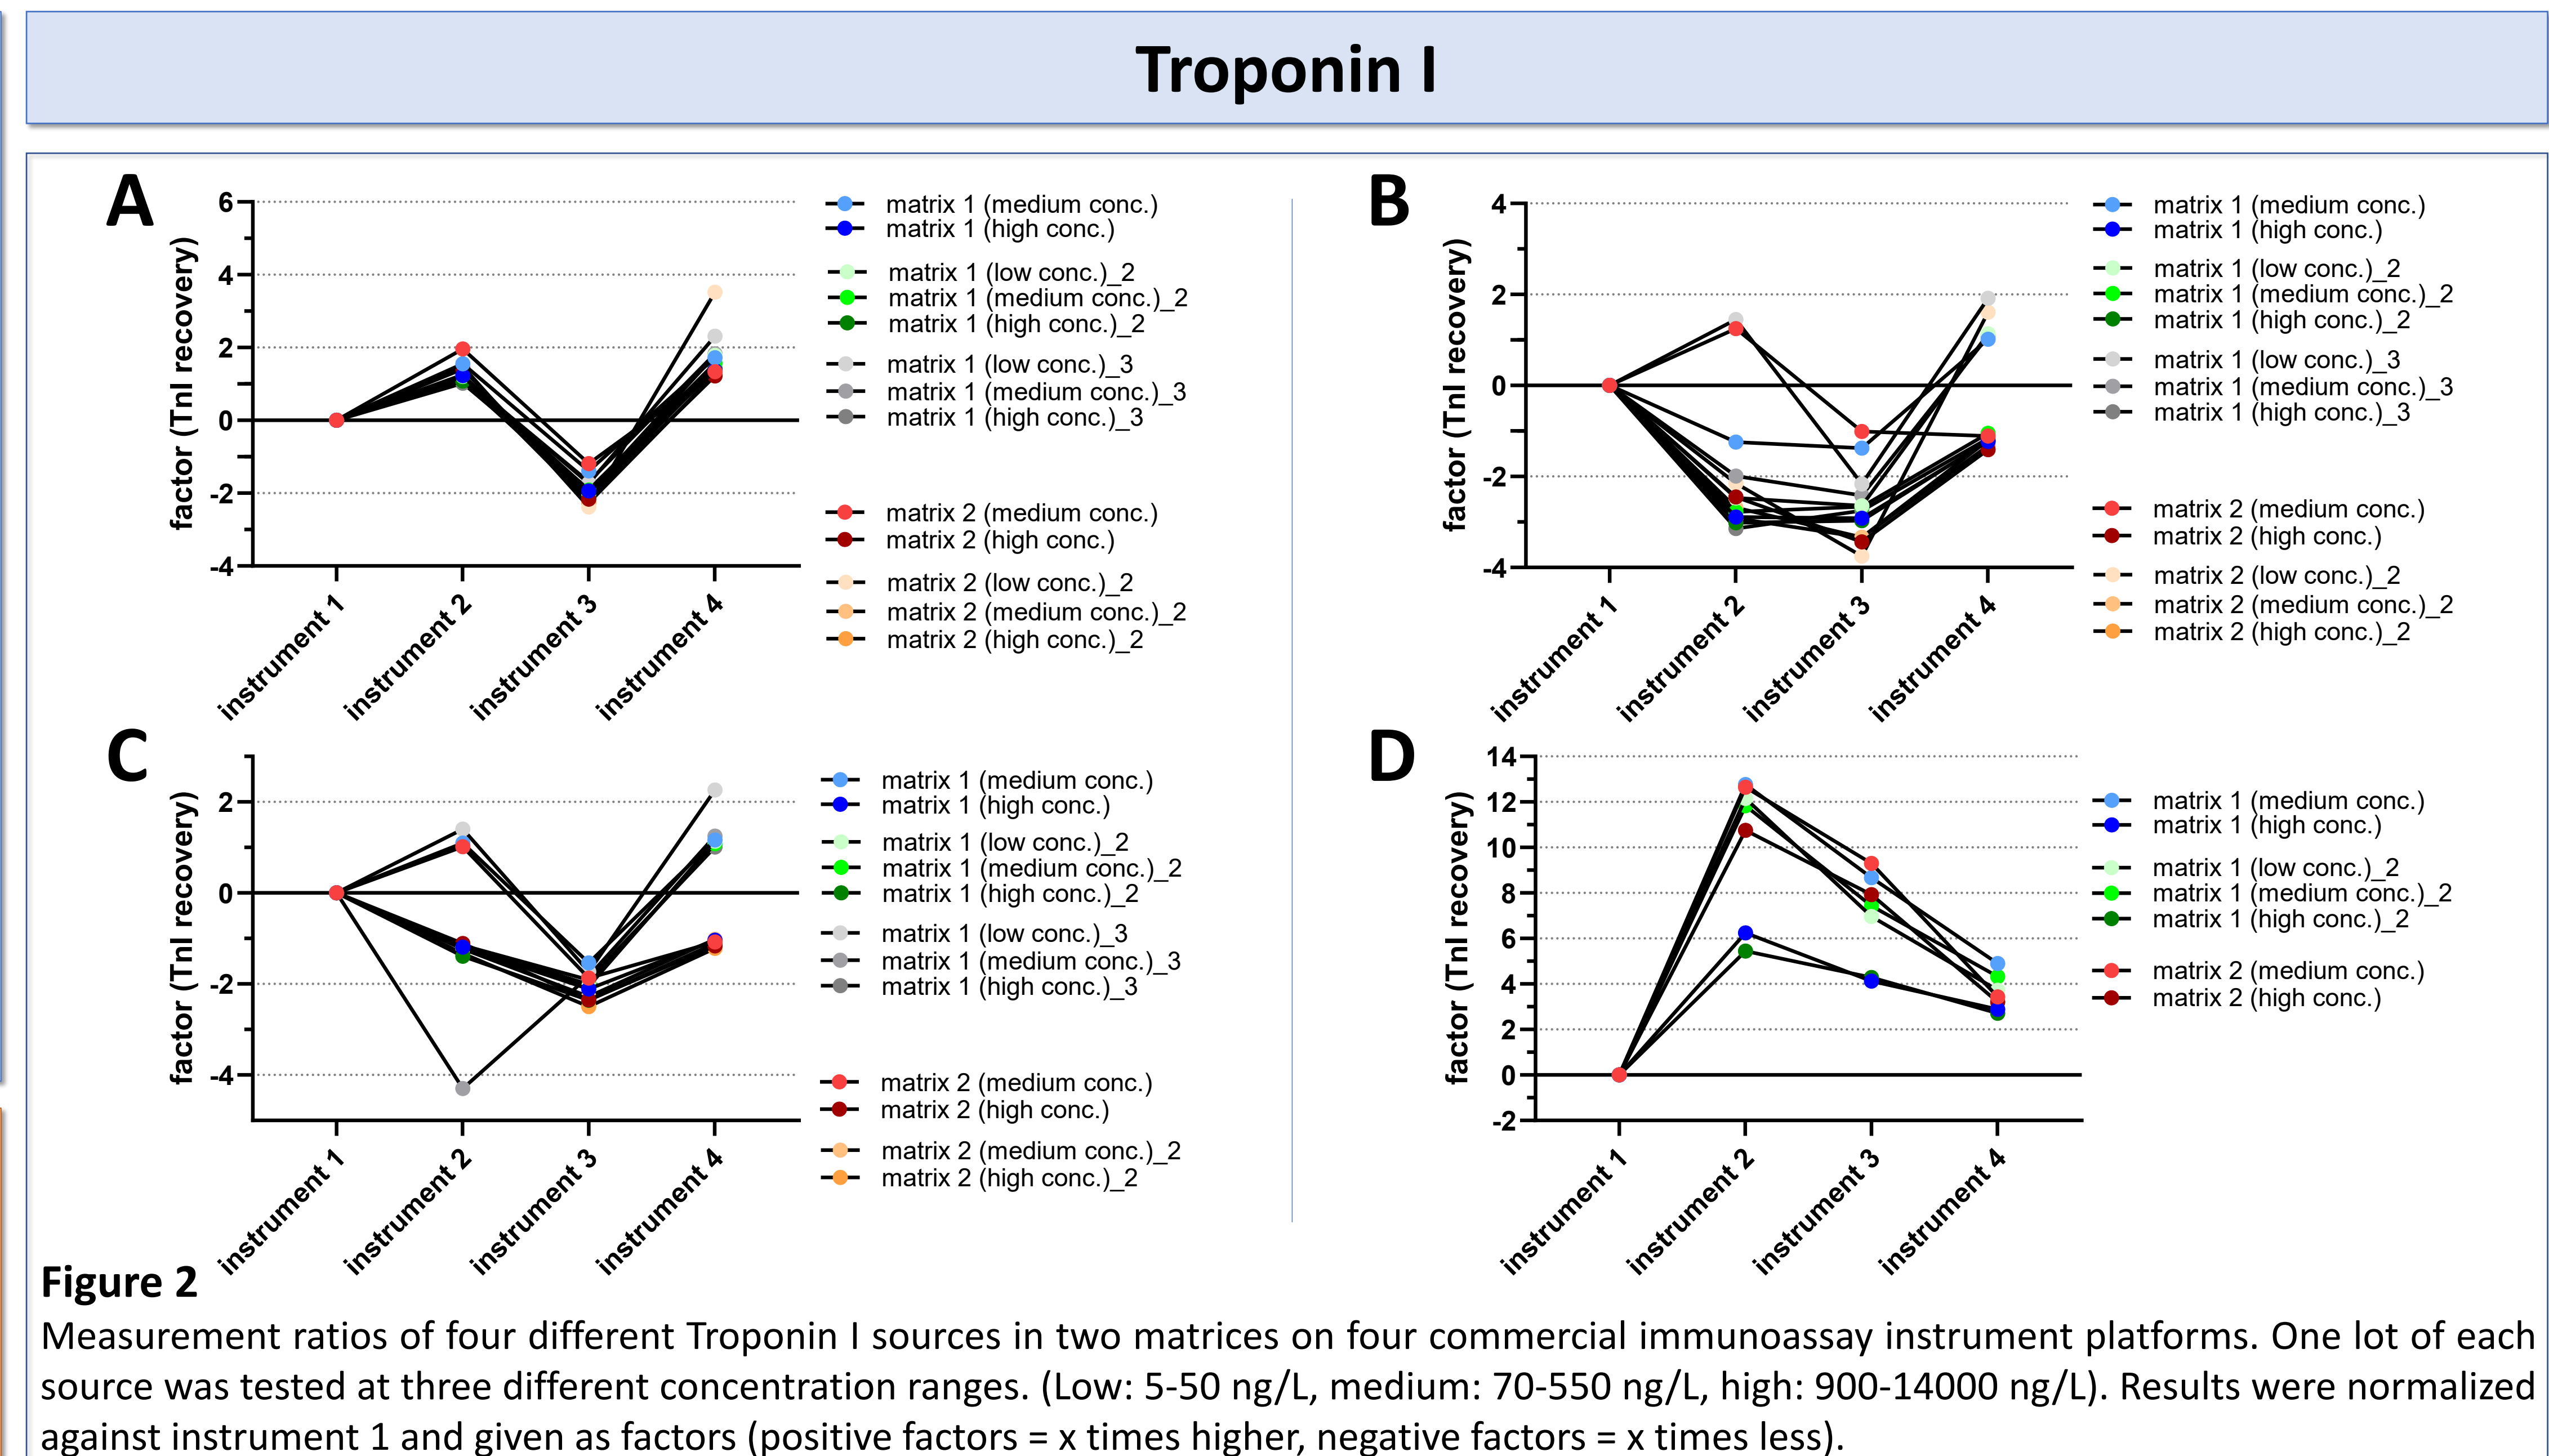 Troponin I
A
factor (TnI recovery)
6
4
2
0
-2
-4
instrument 1
instrument 2
instrument 3
instrument 4
matrix 1 (medium conc.)
matrix 1 (high conc.)
matrix 1 (low conc.)_2
matrix 1 (medium conc.)_2
matrix 1 (high conc.)_2
matrix 1 (low conc.)_3
matrix 1 (medium conc.)_3
matrix 1 (high conc.)_3
matrix 2 (medium conc.)
matrix 2 (high conc.)
matrix 2 (low conc.)_2
matrix 2 (medium conc.)_2
matrix 2 (high conc.)_2
B
factor (TnI recovery)
4
2
0
-2
-4
instrument 1
instrument 2
instrument 3
instrument 4
matrix 1 (medium conc.)
matrix 1 (high conc.)
matrix 1 (low conc.)_2
matrix 1 (medium conc.)_2
matrix 1 (high conc.)_2
matrix 1 (low conc.)_3
matrix 1 (medium conc.)_3
matrix 1 (high conc.)_3
matrix 2 (medium conc.)
matrix 2 (high conc.)
matrix 2 (low conc.)_2
matrix 2 (medium conc.)_2
matrix 2 (high conc.)_2
C
factor (TnI recovery)
2
0
-2
-4
instrument 1
instrument 2
instrument 3
instrument 4
matrix 1 (medium conc.)
matrix 1 (high conc.)
matrix 1 (low conc.)_2
matrix 1 (medium conc.)_2
matrix 1 (high conc.)_2
matrix 1 (low conc.)_3
matrix 1 (medium conc.)_3
matrix 1 (high conc.)_3
matrix 2 (medium conc.)
matrix 2 (high conc.)
matrix 2 (medium conc.)_2
matrix 2 (high conc.)_2
D
factor (TnI recovery)
14
12
10
8
6
4
2
0
-2
instrument 1
instrument 2
instrument 3
instrument 4
matrix 1 (medium conc.)
matrix 1 (high conc.)
matrix 1 (low conc.)_2
matrix 1 (medium conc.)_2
matrix 1 (high conc.)_2
matrix 2 (medium conc.)
matrix 2 (high conc.)
Figure 2
Measurement ratios of four different Troponin I sources in two matrices on four commercial immunoassay instrument platforms. One lot of each
source was tested at three different concentration ranges. (Low: 5-50 ng/L, medium: 70-550 ng/L, high: 900-14000 ng/L). Results were normalized
against instrument 1 and given as factors (positive factors = x times higher, negative factors = x times less).